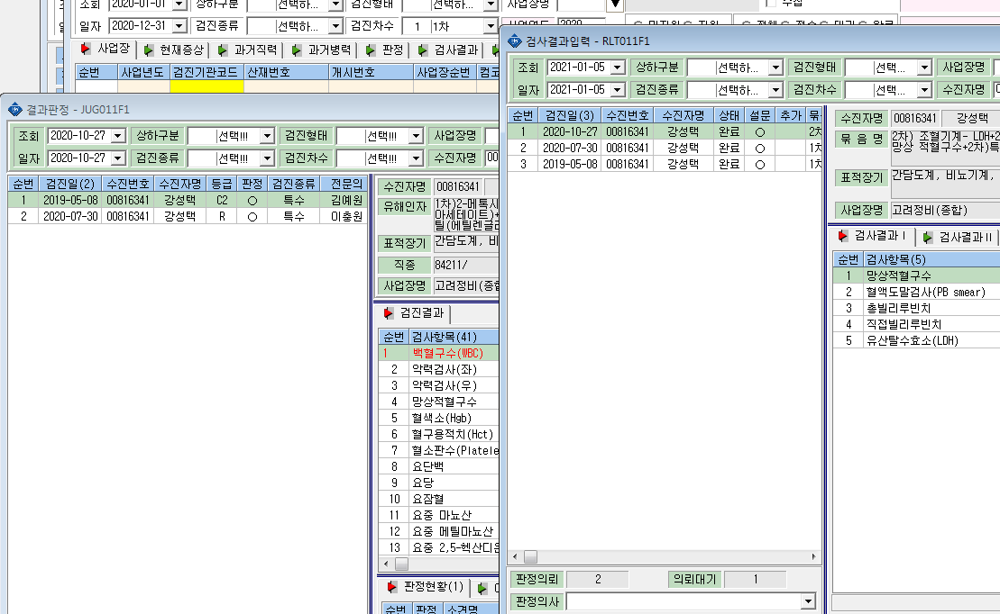 조회 2020-01-01 상하구분 선택하... 검진형태 선택하... 사업장명 수집
일자 2020-12-31 검진종류 선택하... 검진차수 1 1차 2020
사업장 현재증상 과거직력 과거병력 판정 검사결과
순번 사업년도 검진기관코드 산재번호 개시번호 사업장순번 컴코
결과판정 - JUG011F1
조회 2020-10-27 상하구분 선택!!! 검진형태 선택!!! 사업장명
일자 2020-10-27 검진종류 선택!!! 검진차수 선택!!! 수진자명 00
순번 검진일(2) 수진번호 수진자명 등급 판정 검진종류 전문의
1 2019-05-08 00816341 강성택 C2 ○ 특수 김예원
2 2020-07-30 00816341 강성택 R ○ 특수 이충원
수진자명 00816341
유해인자 1차)2-메톡시
아세테이트)+
틸(에틸렌글리
표적장기 간담도계, 비
직종 84211/
사업장명 고려정비(종합
검진결과
순번 검사항목(41)
1 백혈구수(WBC)
2 악력검사(좌)
3 악력검사(우)
4 망상적혈구수
5 혈색소(Hgb)
6 혈구용적치(Hct)
7 혈소판수(Platele
8 요단백
9 요당
10 요잠혈
11 요중 마뇨산
12 요중 메틸마뇨산
13 요중 2,5-헥산디온
판정현황(1)
순번 판정 소견명
검사결과입력 - RLT011F1
조회 2021-01-05 상하구분 선택하... 검진형태 선택... 사업장명
일자 2021-01-05 검진종류 선택하... 검진차수 선택... 수진자명
순번 검진일(3) 수진번호 수진자명 상태 설문 추가 묶
1 2020-10-27 00816341 강성택 완료 ○ 2차
2 2020-07-30 00816341 강성택 완료 ○ 1차
3 2019-05-08 00816341 강성택 완료 ○ 1차
판정의뢰 2 의뢰대기 1
판정의사
수진자명 00816341 강성택
묶 음 명 2차) 조혈기계- LDH+2
망상 적혈구수+2차)특
표적장기 간담도계, 비뇨기계,
사업장명 고려정비(종합)
검사결과Ⅰ 검사결과Ⅱ
순번 검사항목(5)
1 망상적혈구수
2 혈액도말검사(PB smear)
3 총빌리루빈치
4 직접빌리루빈치
5 유산탈수효소(LDH)